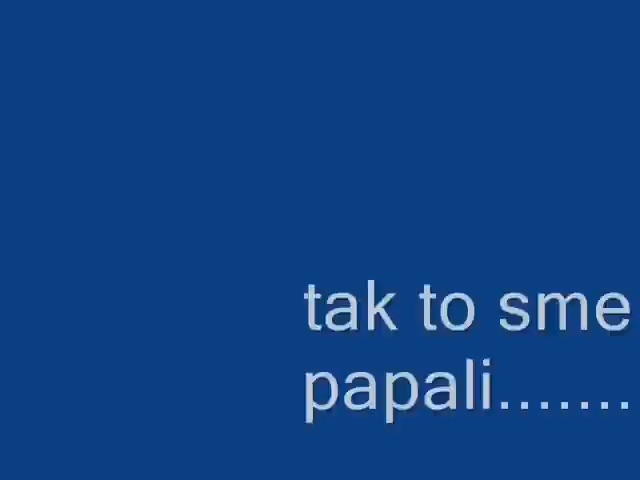 tak to sme
papali.......